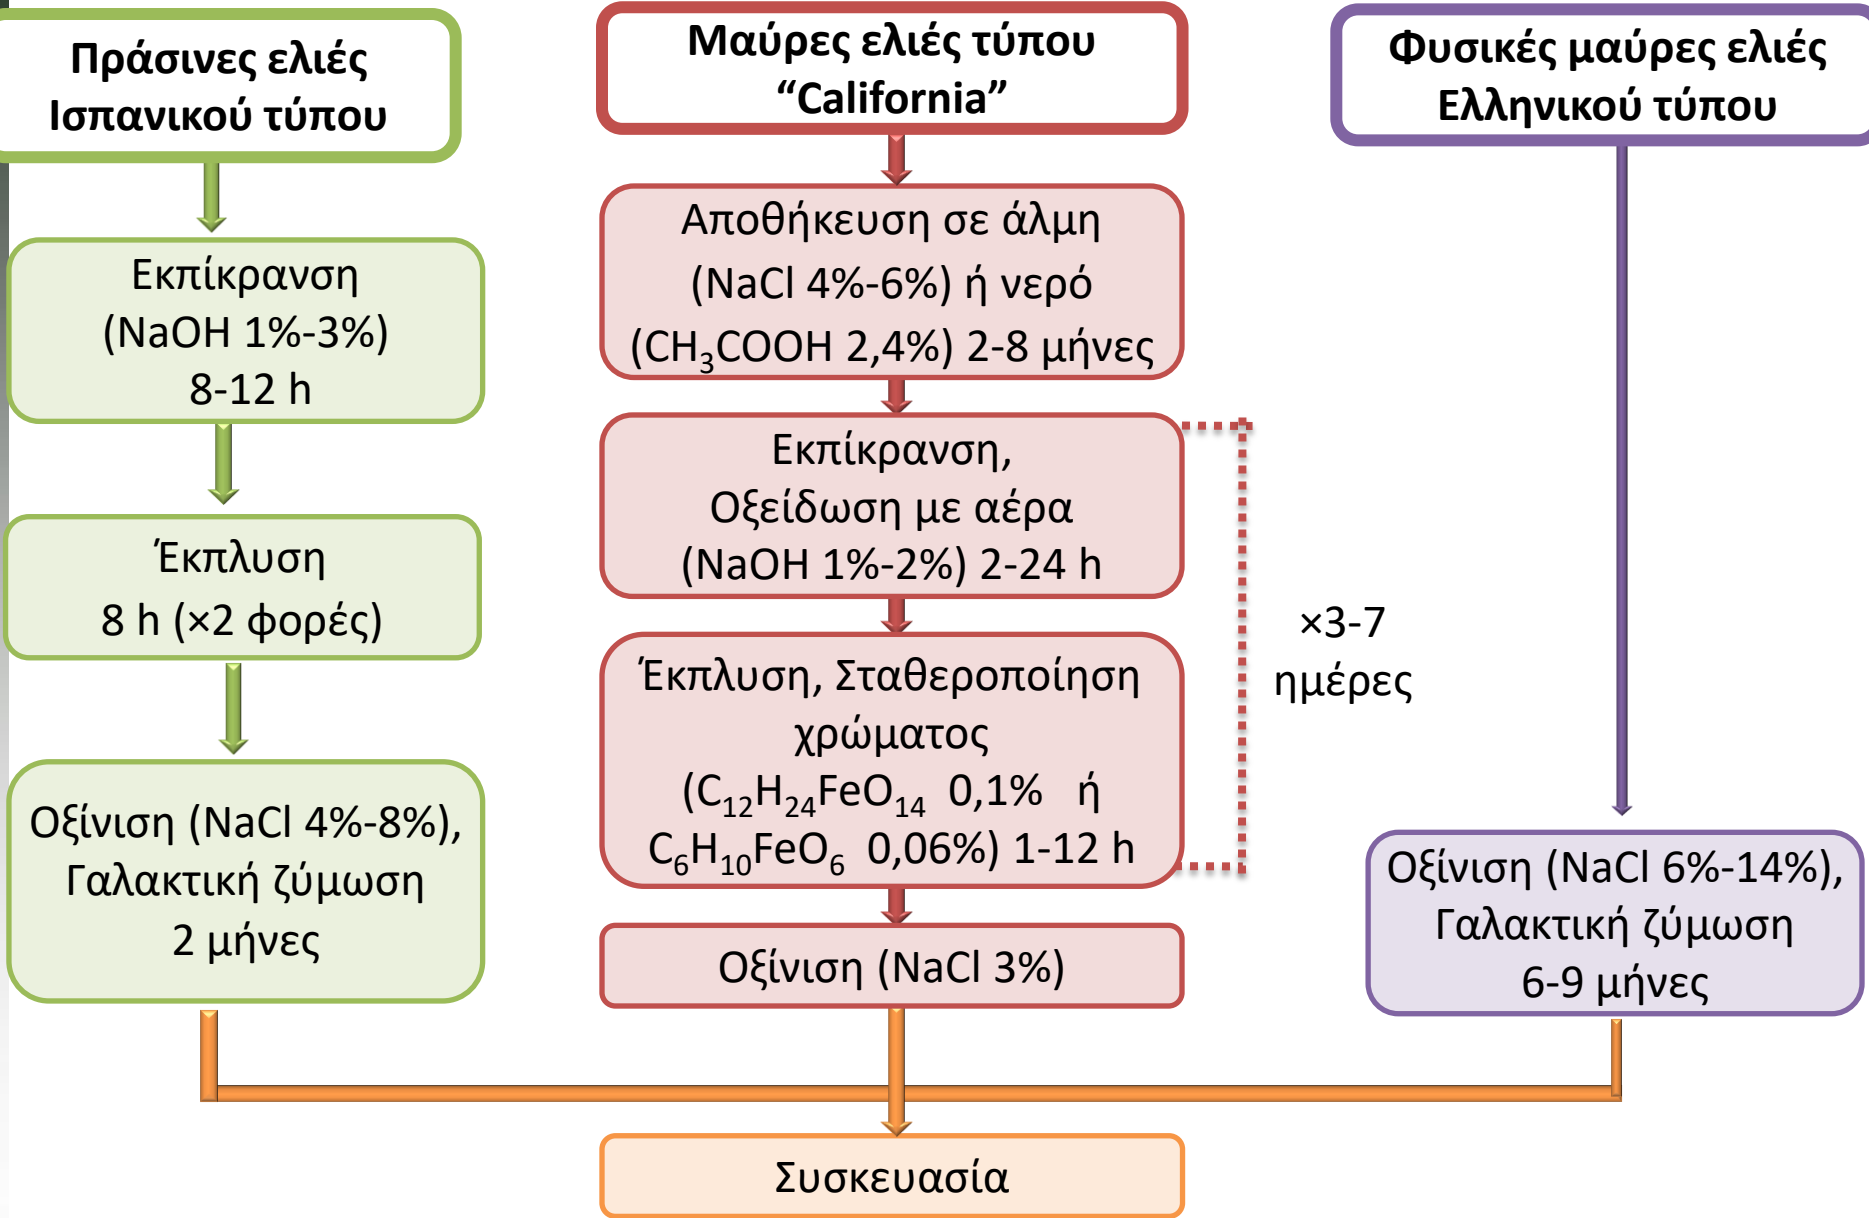 Πράσινες ελιές
Ισπανικού τύπου
Εκπίκρανση
(NaOH 1%-3%)
8-12 h
Έκπλυση
8 h (×2 φορές)
Οξίνιση (NaCl 4%-8%),
Γαλακτική ζύμωση
2 μήνες
Μαύρες ελιές τύπου
“California”
Αποθήκευση σε άλμη
(NaCl 4%-6%) ή νερό
(CH₃COOH 2,4%) 2-8 μήνες
Εκπίκρανση,
Οξείδωση με αέρα
(NaOH 1%-2%) 2-24 h
Έκπλυση, Σταθεροποίηση
χρώματος
(C₁₂H₂₄FeO₁₄ 0,1% ή
C₆H₁₀FeO₆ 0,06%) 1-12 h
×3-7
ημέρες
Οξίνιση (NaCl 3%)
Φυσικές μαύρες ελιές
Ελληνικού τύπου
Οξίνιση (NaCl 6%-14%),
Γαλακτική ζύμωση
6-9 μήνες
Συσκευασία